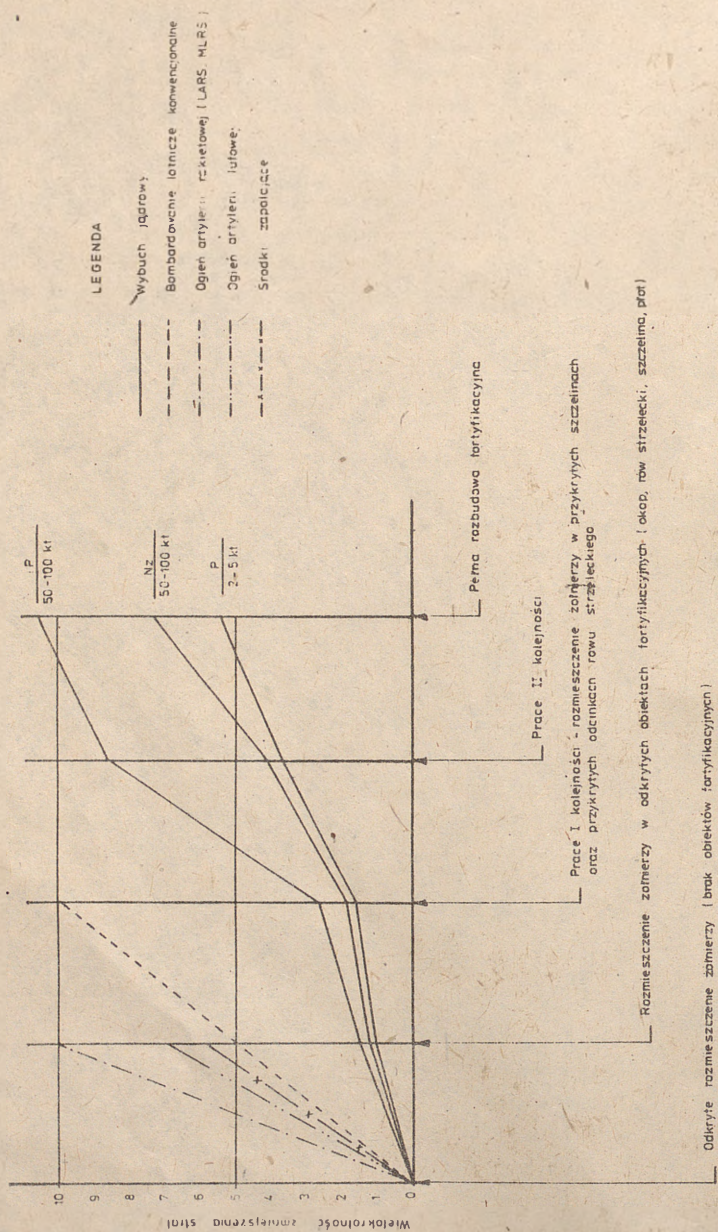 LEGENDA
Wybuch jądrowy
Bombardowanie lotnicze konwencjonalne
Ogień artylerii rakietowej (LARS, MLRS)
Ogień artylerii lufowej
Środki zapalające
P
50-100 kt
Nz
50-100 kt
P
2-5 kt
Wielokrotność zmniejszenia strat
10
9
8
7
6
5
4
3
2
1
0
Pełna rozbudowa fortyfikacyjna
Prace II kolejności
Prace I kolejności - rozmieszczenie żołnierzy w przykrytych szczelinach
oraz przykrytych odcinkach rowu strzeleckiego
Rozmieszczenie żołnierzy w odkrytych obiektach fortyfikacyjnych (okop, rów strzelecki, szczelina, płot)
Odkryte rozmieszczenie żołnierzy (brak obiektów fortyfikacyjnych)